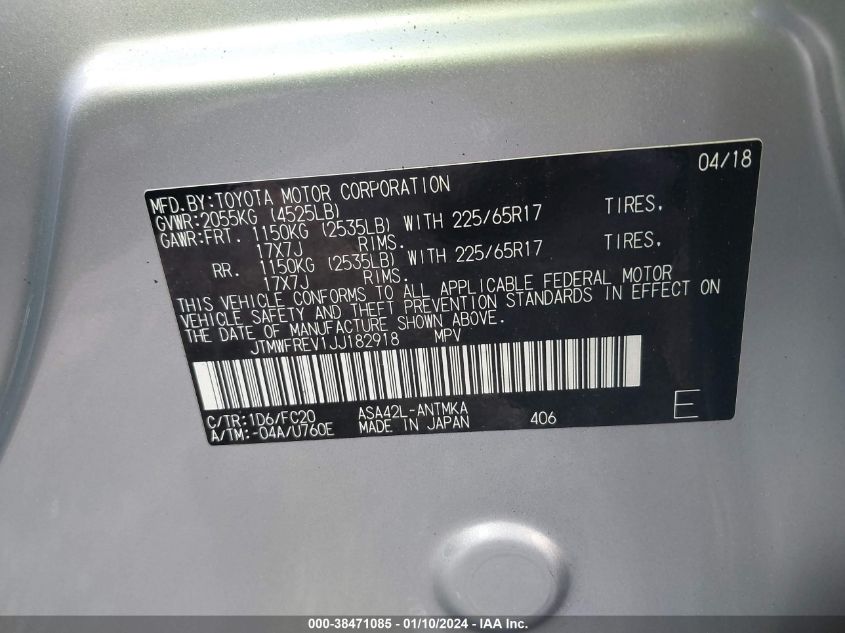 04/18
MFD.BY:TOYOTA MOTOR CORPORATION
GVWR:2055KG (4525LB)
GAWR:FRT. 1150KG (2535LB) WITH 225/65R17 TIRES,
17X7J RIMS.
RR. 1150KG (2535LB) WITH 225/65R17 TIRES,
17X7J RIMS.
THIS VEHICLE CONFORMS TO ALL APPLICABLE FEDERAL MOTOR
VEHICLE SAFETY AND THEFT PREVENTION STANDARDS IN EFFECT ON
THE DATE OF MANUFACTURE SHOWN ABOVE.
JTMWFREV1JJ182918 MPV
C/TR:1D6/FC20 ASA42L-ANTMKA
A/TM:-04A/U760E MADE IN JAPAN 406 E
000-38471085 - 01/10/2024 - IAA Inc.